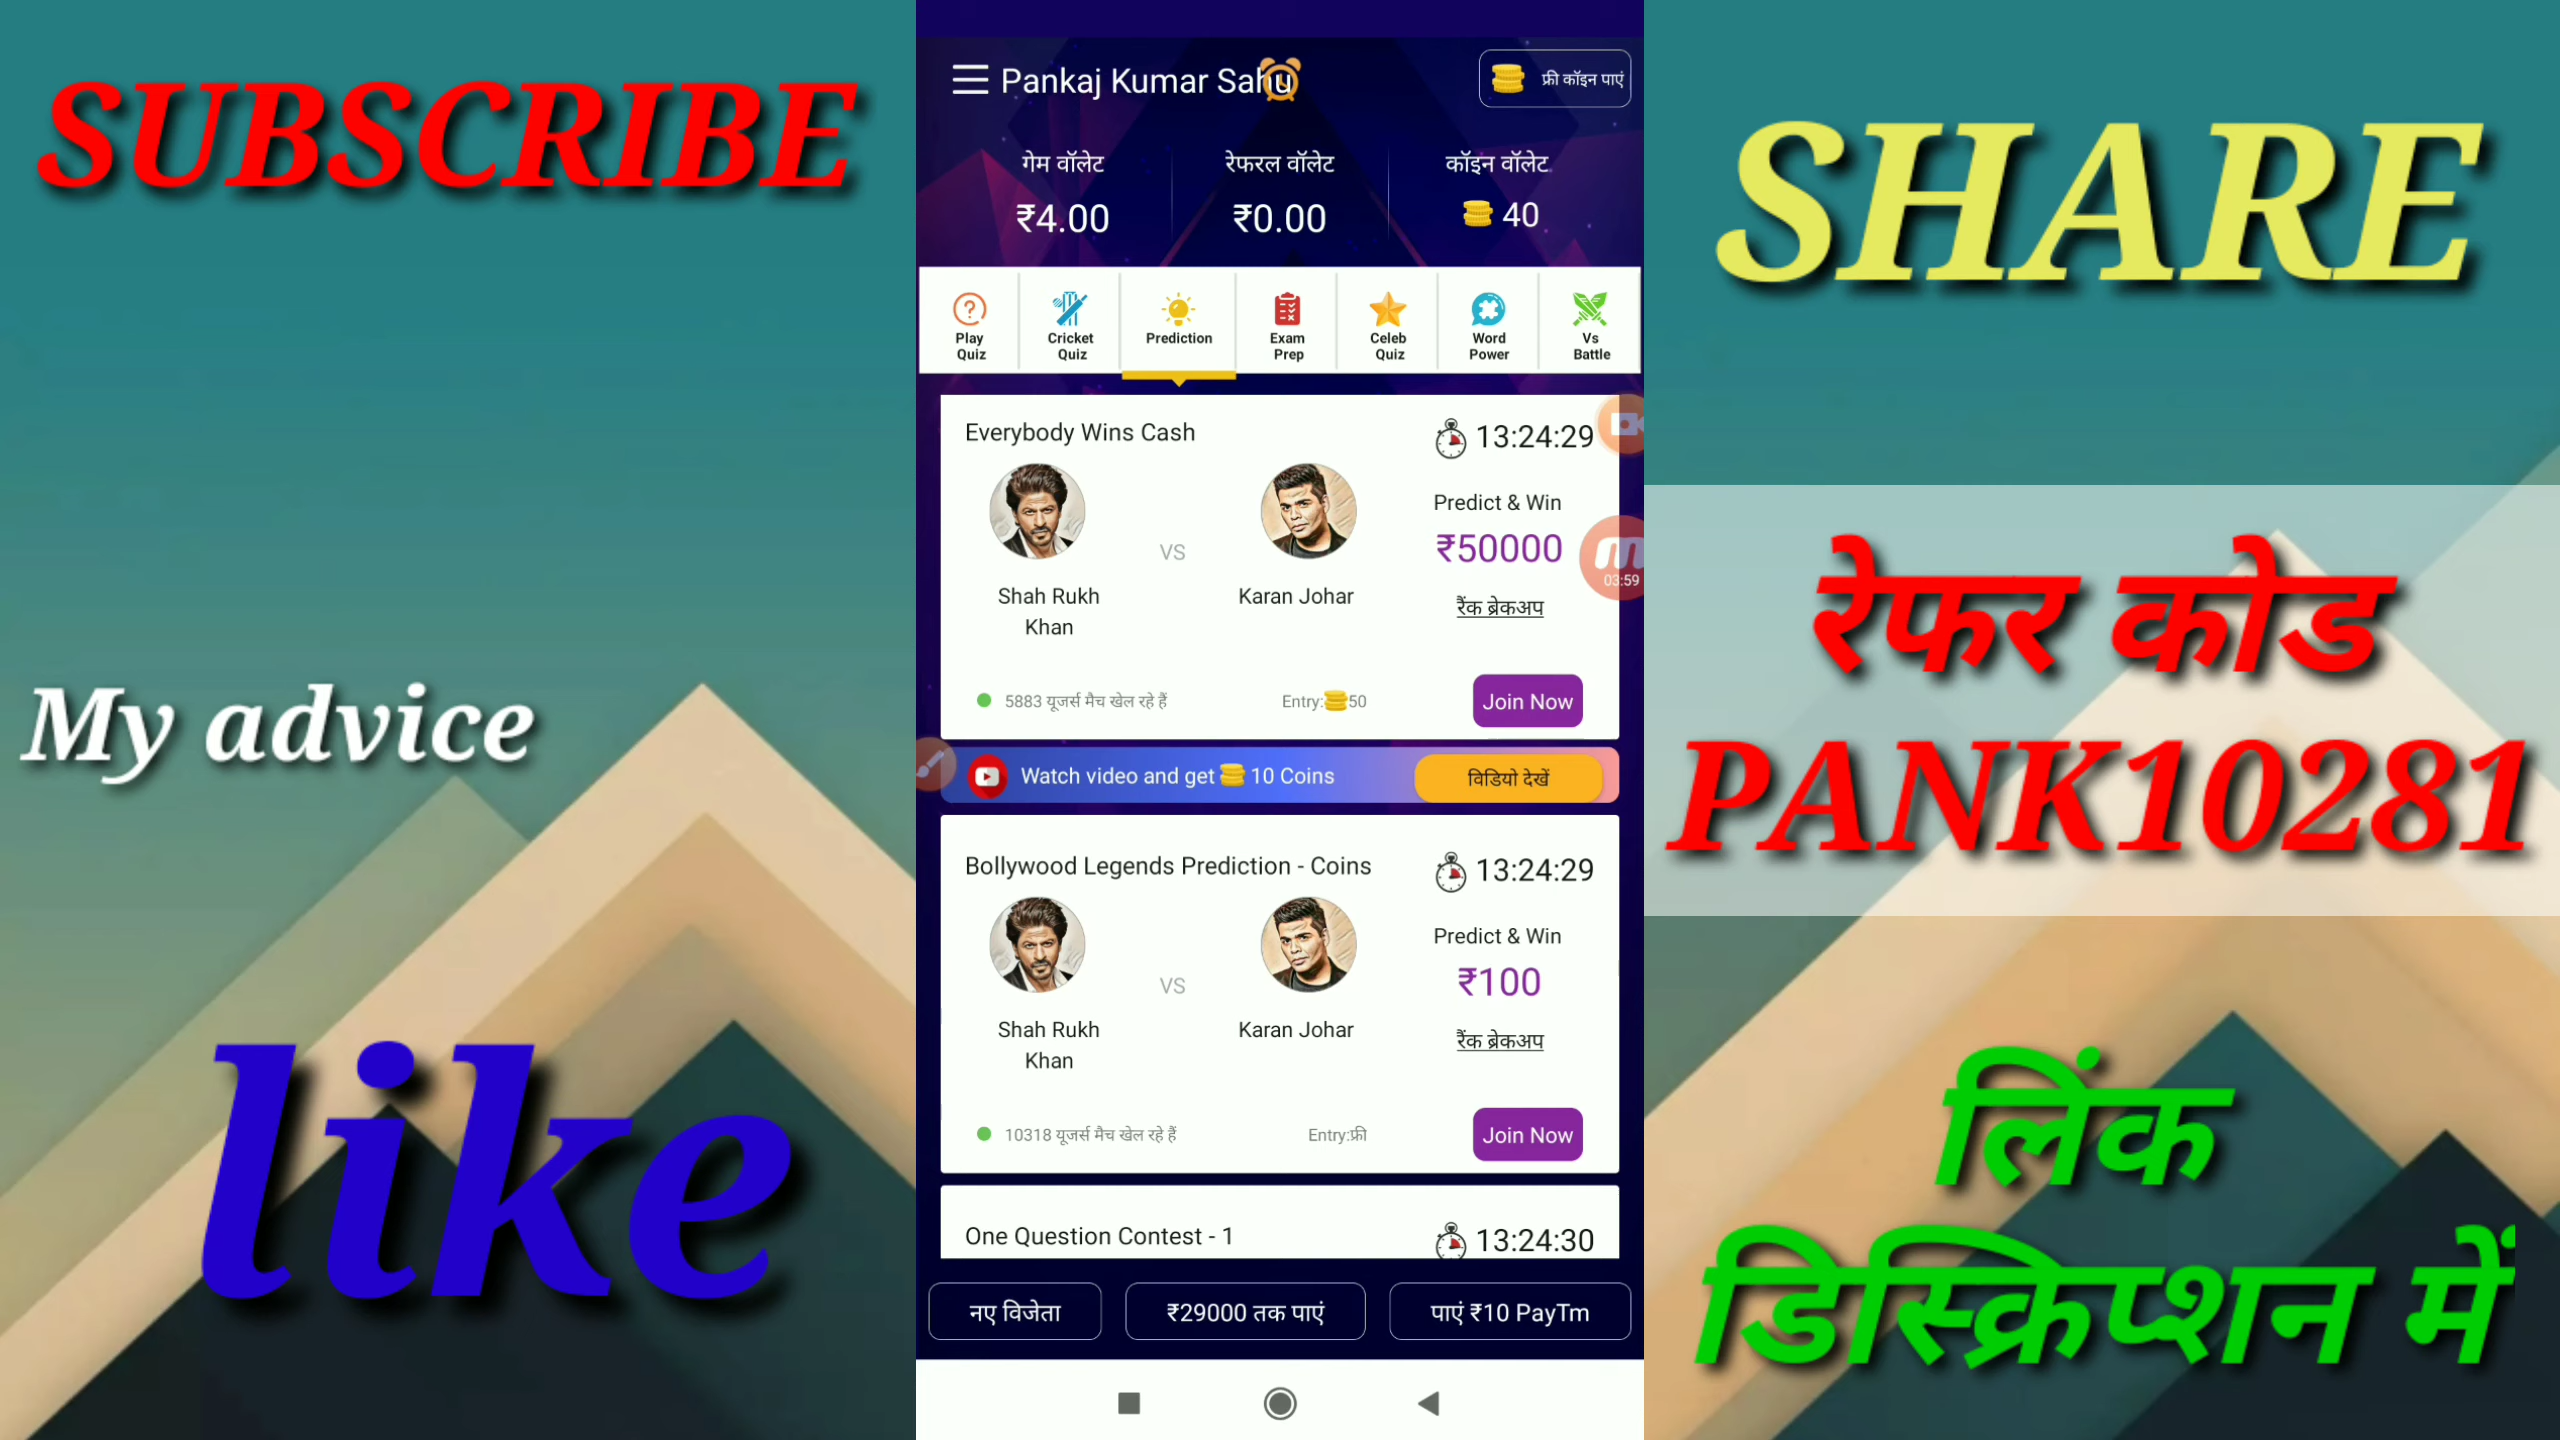 SUBSCRIBE
My advice
like
Pankaj Kumar Sahu
फ्री कॉइन पाएं
गेम वॉलेट
रेफरल वॉलेट
कॉइन वॉलेट
₹4.00
₹0.00
40
Play Quiz
Cricket Quiz
Prediction
Exam Prep
Celeb Quiz
Word Power
Vs Battle
Everybody Wins Cash
13:24:29
Shah Rukh Khan
VS
Karan Johar
Predict & Win
₹50000
03:59
रैंक ब्रेकअप
5883 यूजर्स मैच खेल रहे हैं
Entry: 50
Join Now
Watch video and get 10 Coins
विडियो देखें
Bollywood Legends Prediction - Coins
13:24:29
Shah Rukh Khan
VS
Karan Johar
Predict & Win
₹100
रैंक ब्रेकअप
10318 यूजर्स मैच खेल रहे हैं
Entry:फ्री
Join Now
One Question Contest - 1
13:24:30
नए विजेता
₹29000 तक पाएं
पाएं ₹10 PayTm
SHARE
रेफर कोड
PANK10281
लिंक
डिस्क्रिप्शन में